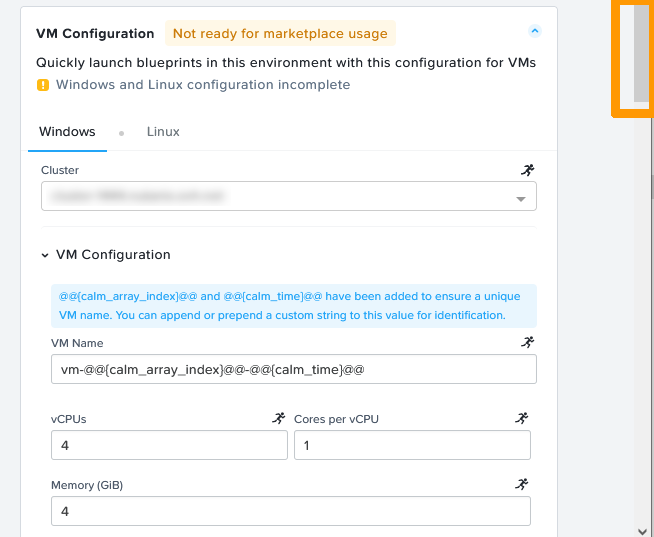 VM Configuration Not ready for marketplace usage
Quickly launch blueprints in this environment with this configuration for VMs
Windows and Linux configuration incomplete
Windows Linux
Cluster
VM Configuration
@@{calm_array_index}@@ and @@{calm_time}@@ have been added to ensure a unique
VM name. You can append or prepend a custom string to this value for identification.
VM Name
vm-@@{calm_array_index}@@-@@{calm_time}@@
vCPUs Cores per vCPU
4 1
Memory (GiB)
4